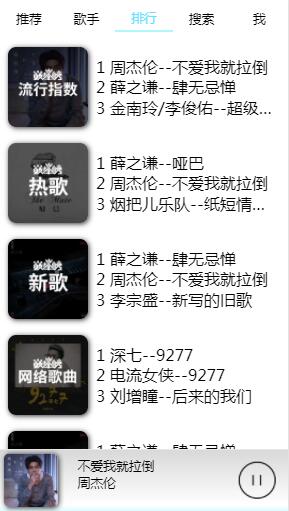 推荐 歌手 排行 搜索 我
巅峰榜
流行指数
1 周杰伦--不爱我就拉倒
2 薛之谦--肆无忌惮
3 金南玲/李俊佑--超级...
巅峰榜
热歌
1 薛之谦--哑巴
2 周杰伦--不爱我就拉倒
3 烟把儿乐队--纸短情...
巅峰榜
新歌
1 薛之谦--肆无忌惮
2 周杰伦--不爱我就拉倒
3 李宗盛--新写的旧歌
巅峰榜
网络歌曲
1 深七--9277
2 电流女侠--9277
3 刘增瞳--后来的我们
不爱我就拉倒
周杰伦